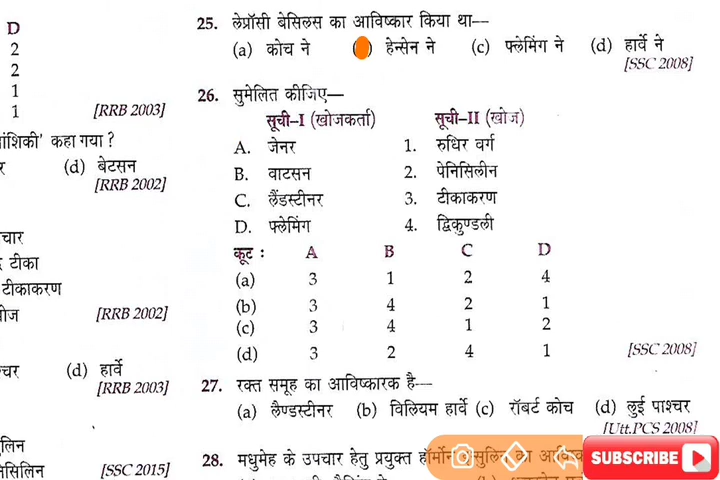 D
2
2
1
1 [RRB 2003]
कहा गया ?
(d) बेटसन
[RRB 2002]
टीका
टीकाकरण
[RRB 2002]
(d) हार्वे
[RRB 2003]
[SSC 2015]
25. लेप्रॉसी बेसिलस का आविष्कार किया था—
(a) कोच ने ( ) हेन्सेन ने (c) फ्लेमिंग ने (d) हार्वे ने
[SSC 2008]
26. सुमेलित कीजिए—
सूची-I (खोजकर्ता) सूची-II (खोज)
A. जेनर 1. रुधिर वर्ग
B. वाटसन 2. पेनिसिलीन
C. लैंडस्टीनर 3. टीकाकरण
D. फ्लेमिंग 4. द्विकुण्डली
कूट : A B C D
(a) 3 1 2 4
(b) 3 4 2 1
(c) 3 4 1 2
(d) 3 2 4 1 [SSC 2008]
27. रक्त समूह का आविष्कारक है—
(a) लैण्डस्टीनर (b) विलियम हार्वे (c) रॉबर्ट कोच (d) लुई पाश्चर
[Utt.PCS 2008]
28. मधुमेह के उपचार हेतु प्रयुक्त हॉर्मोन इंसुलिन का
SUBSCRIBE